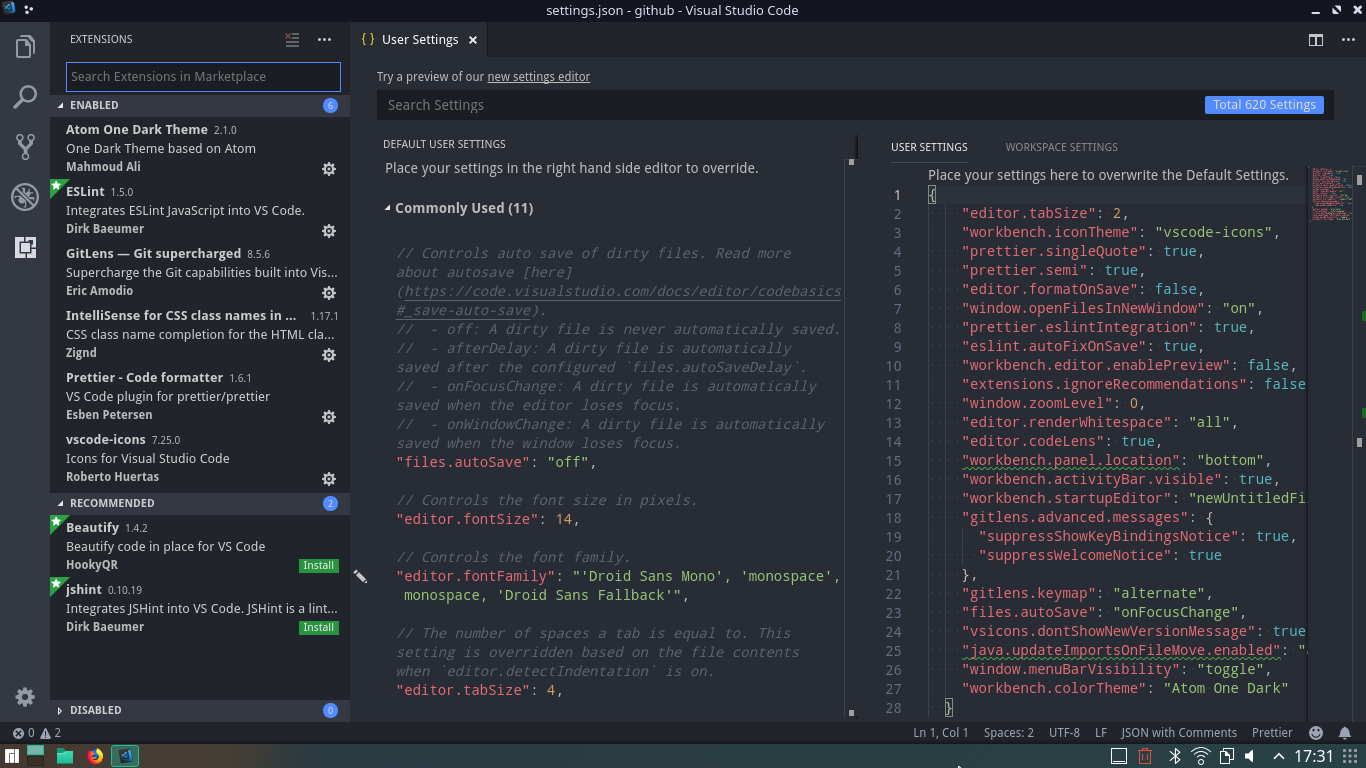 settings.json - github - Visual Studio Code
EXTENSIONS
Search Extensions in Marketplace
ENABLED 6
Atom One Dark Theme 2.1.0
One Dark Theme based on Atom
Mahmoud Ali
ESLint 1.5.0
Integrates ESLint JavaScript into VS Code.
Dirk Baeumer
GitLens — Git supercharged 8.5.6
Supercharge the Git capabilities built into Vis...
Eric Amodio
IntelliSense for CSS class names in ... 1.17.1
CSS class name completion for the HTML cla...
Zignd
Prettier - Code formatter 1.6.1
VS Code plugin for prettier/prettier
Esben Petersen
vscode-icons 7.25.0
Icons for Visual Studio Code
Roberto Huertas
RECOMMENDED 2
Beautify 1.4.2
Beautify code in place for VS Code
HookyQR Install
jshint 0.10.19
Integrates JSHint into VS Code. JSHint is a lint...
Dirk Baeumer Install
DISABLED 0
{ } User Settings
Try a preview of our new settings editor
Search Settings Total 620 Settings
DEFAULT USER SETTINGS
Place your settings in the right hand side editor to override.
Commonly Used (11)
// Controls auto save of dirty files. Read more
about autosave [here]
(https://code.visualstudio.com/docs/editor/codebasics
#_save-auto-save).
//  - off: A dirty file is never automatically saved.
//  - afterDelay: A dirty file is automatically
saved after the configured `files.autoSaveDelay`.
//  - onFocusChange: A dirty file is automatically
saved when the editor loses focus.
//  - onWindowChange: A dirty file is automatically
saved when the window loses focus.
"files.autoSave": "off",
// Controls the font size in pixels.
"editor.fontSize": 14,
// Controls the font family.
"editor.fontFamily": "'Droid Sans Mono', 'monospace',
monospace, 'Droid Sans Fallback'",
// The number of spaces a tab is equal to. This
setting is overridden based on the file contents
when `editor.detectIndentation` is on.
"editor.tabSize": 4,
USER SETTINGS WORKSPACE SETTINGS
Place your settings here to overwrite the Default Settings.
1 {
2 "editor.tabSize": 2,
3 "workbench.iconTheme": "vscode-icons",
4 "prettier.singleQuote": true,
5 "prettier.semi": true,
6 "editor.formatOnSave": false,
7 "window.openFilesInNewWindow": "on",
8 "prettier.eslintIntegration": true,
9 "eslint.autoFixOnSave": true,
10 "workbench.editor.enablePreview": false,
11 "extensions.ignoreRecommendations": false
12 "window.zoomLevel": 0,
13 "editor.renderWhitespace": "all",
14 "editor.codeLens": true,
15 "workbench.panel.location": "bottom",
16 "workbench.activityBar.visible": true,
17 "workbench.startupEditor": "newUntitledFi
18 "gitlens.advanced.messages": {
19 "suppressShowKeyBindingsNotice": true,
20 "suppressWelcomeNotice": true
21 },
22 "gitlens.keymap": "alternate",
23 "files.autoSave": "onFocusChange",
24 "vsicons.dontShowNewVersionMessage": true
25 "java.updateImportsOnFileMove.enabled": "
26 "window.menuBarVisibility": "toggle",
27 "workbench.colorTheme": "Atom One Dark"
28 }
0 2 Ln 1, Col 1 Spaces: 2 UTF-8 LF JSON with Comments Prettier
17:31